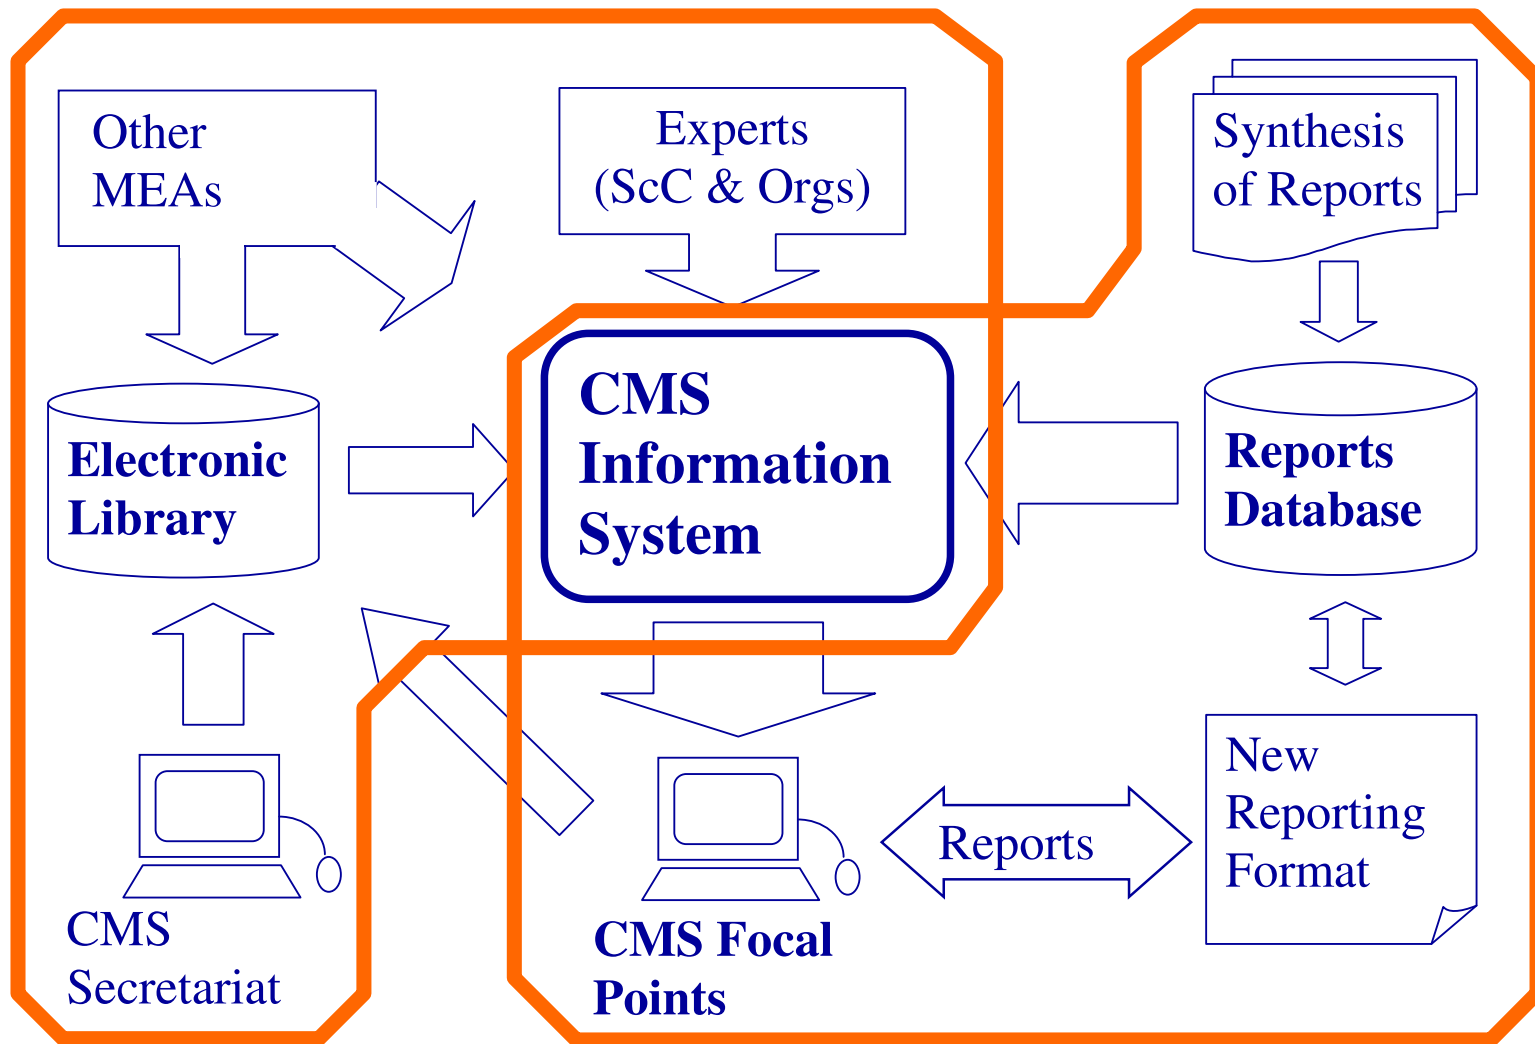 Other
MEAs
Experts
(ScC & Orgs)
Synthesis
of Reports
Electronic
Library
CMS
Information
System
Reports
Database
CMS
Secretariat
CMS Focal
Points
Reports
New
Reporting
Format